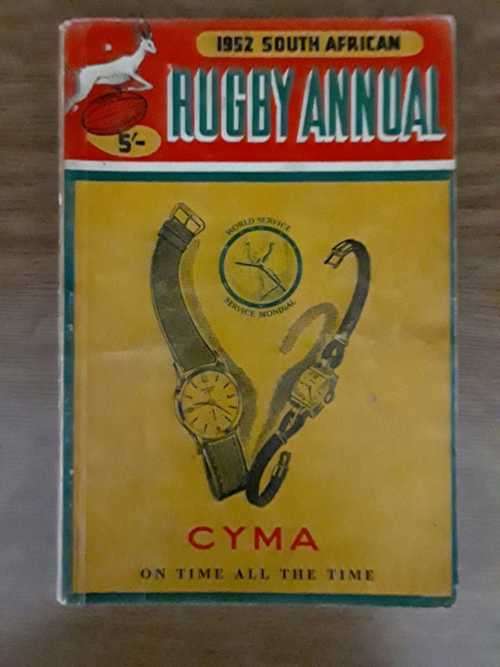 1952 SOUTH AFRICAN
RUGBY ANNUAL
5'-
WORLD SERVICE
SERVICE MONDIAL
CYMA
ON TIME ALL THE TIME